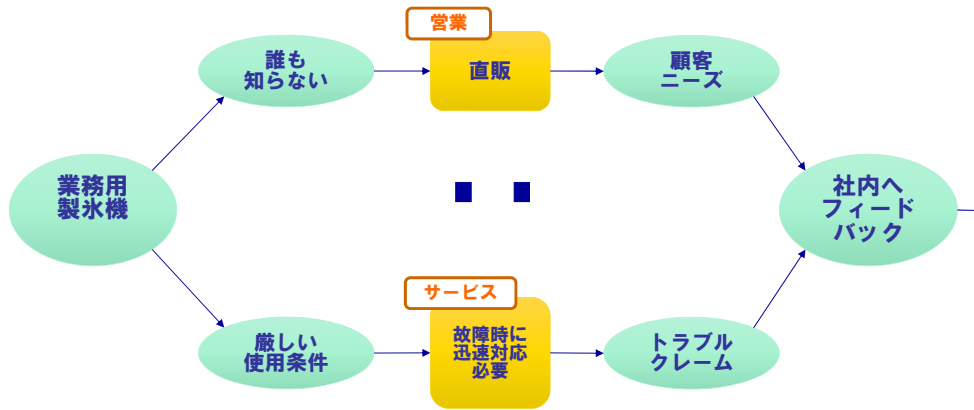 営業
誰も
知らない
直販
顧客
ニーズ
業務用
製氷機
社内へ
フィード
バック
サービス
厳しい
使用条件
故障時に
迅速対応
必要
トラブル
クレーム